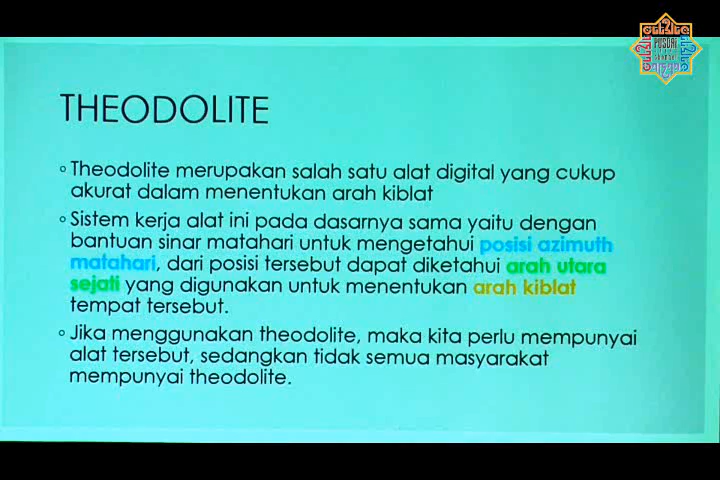 THEODOLITE
Theodolite merupakan salah satu alat digital yang cukup
akurat dalam menentukan arah kiblat
Sistem kerja alat ini pada dasarnya sama yaitu dengan
bantuan sinar matahari untuk mengetahui posisi azimuth
matahari, dari posisi tersebut dapat diketahui arah utara
sejati yang digunakan untuk menentukan arah kiblat
tempat tersebut.
Jika menggunakan theodolite, maka kita perlu mempunyai
alat tersebut, sedangkan tidak semua masyarakat
mempunyai theodolite.